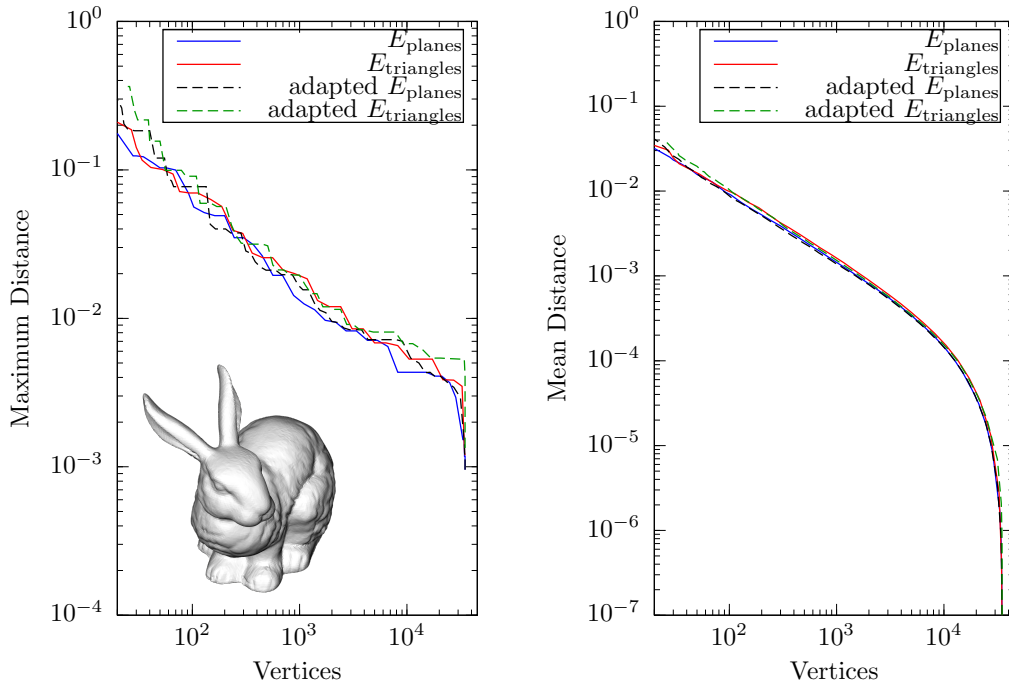 10^0
10^-1
10^-2
10^-3
10^-4
Maximum Distance
E_planes
E_triangles
adapted E_planes
adapted E_triangles
10^2
10^3
10^4
Vertices
10^0
10^-1
10^-2
10^-3
10^-4
10^-5
10^-6
10^-7
Mean Distance
E_planes
E_triangles
adapted E_planes
adapted E_triangles
10^2
10^3
10^4
Vertices